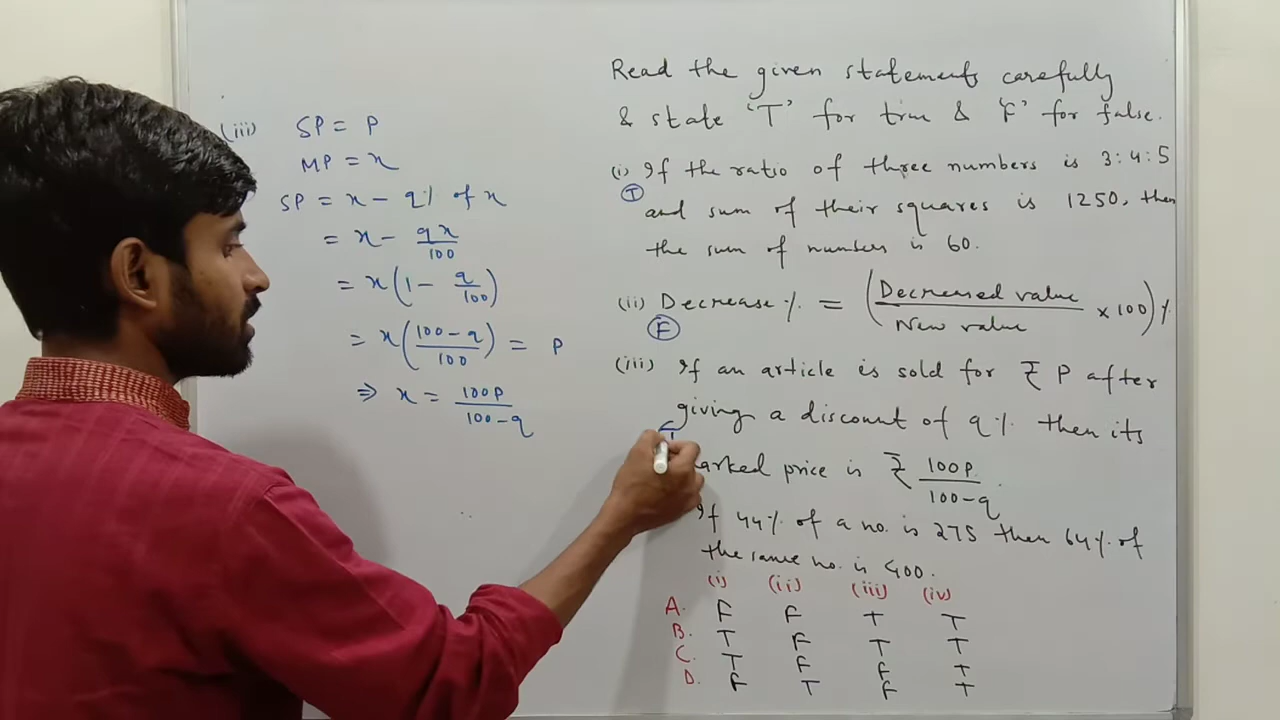 (iii) SP = P
MP = x
SP = x - q% of x
= x - qx/100
= x(1 - q/100)
= x((100-q)/100) = P
⇒ x = 100P/(100-q)
Read the given statements carefully
& state 'T' for true & 'F' for false.
(i) If the ratio of three numbers is 3:4:5
T
and sum of their squares is 1250, then
the sum of numbers is 60.
(ii) Decrease % = (Decreased value/New value × 100)%
F
(iii) If an article is sold for ₹ P after
giving a discount of q% then its
arked price is ₹ 100P/(100-q).
If 44% of a no. is 275 then 64% of
the same no. is 400.
(i) (ii) (iii) (iv)
A. F F T T
B. T F T T
C. T F F T
D. F T F T